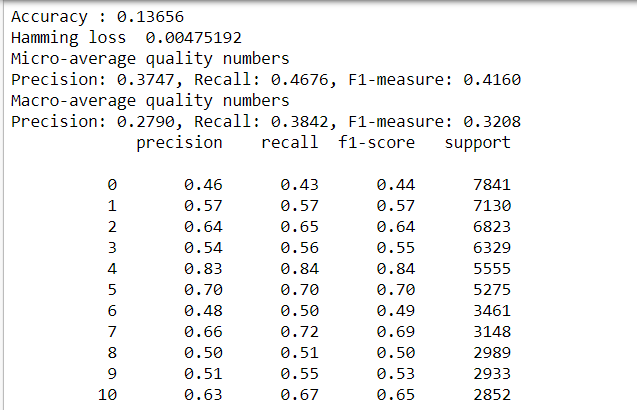 Accuracy : 0.13656
Hamming loss  0.00475192
Micro-average quality numbers
Precision: 0.3747, Recall: 0.4676, F1-measure: 0.4160
Macro-average quality numbers
Precision: 0.2790, Recall: 0.3842, F1-measure: 0.3208
precision    recall  f1-score   support
0       0.46      0.43      0.44      7841
1       0.57      0.57      0.57      7130
2       0.64      0.65      0.64      6823
3       0.54      0.56      0.55      6329
4       0.83      0.84      0.84      5555
5       0.70      0.70      0.70      5275
6       0.48      0.50      0.49      3461
7       0.66      0.72      0.69      3148
8       0.50      0.51      0.50      2989
9       0.51      0.55      0.53      2933
10       0.63      0.67      0.65      2852